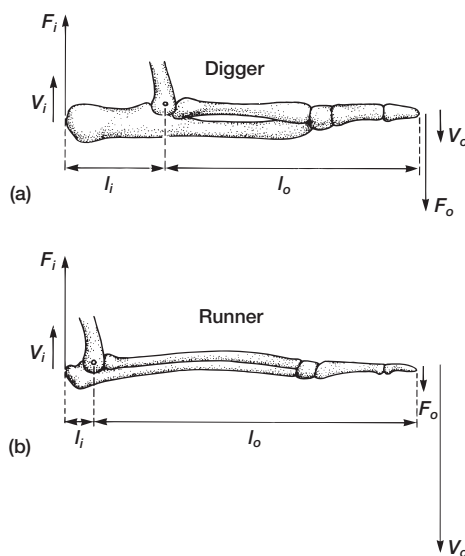 F_i
Digger
V_i
V_o
l_i
l_o
(a)
F_o
F_i
Runner
V_i
F_o
l_i
l_o
(b)
V_o